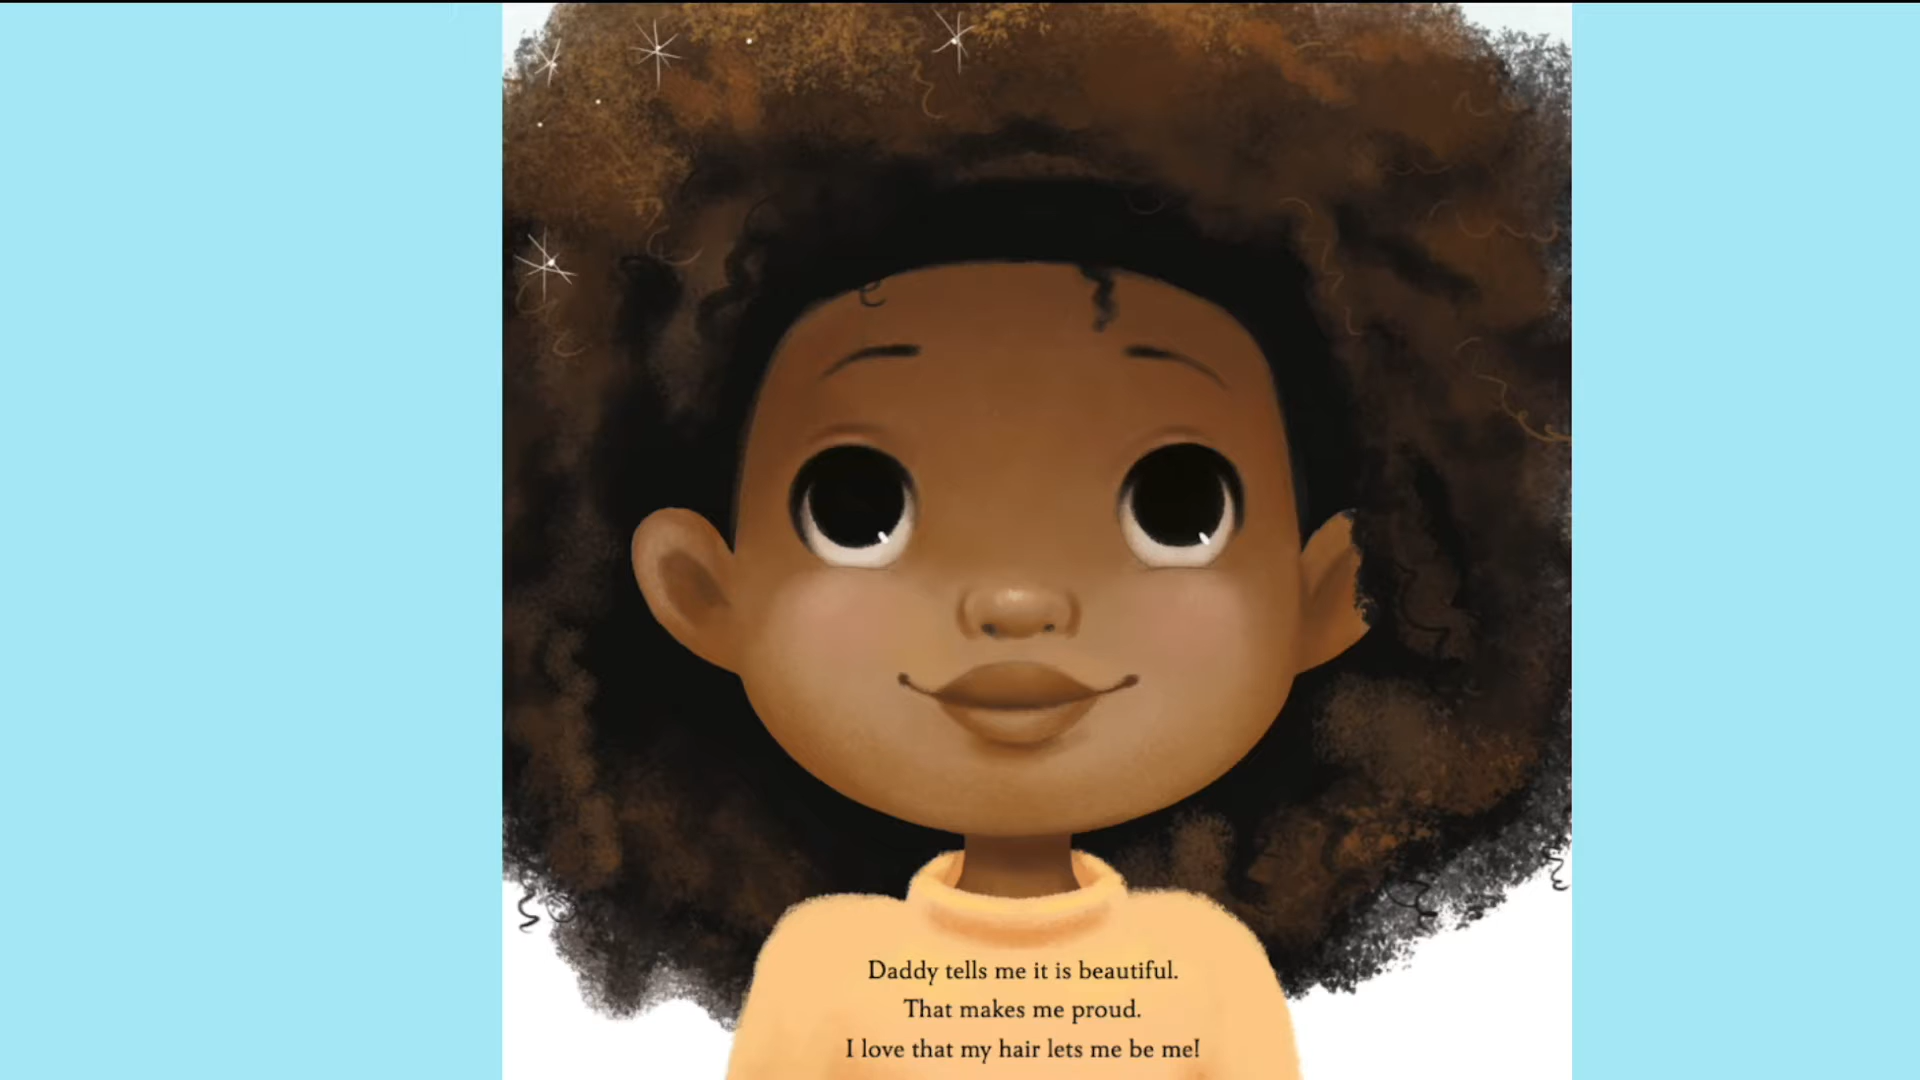 Daddy tells me it is beautiful.
That makes me proud.
I love that my hair lets me be me!